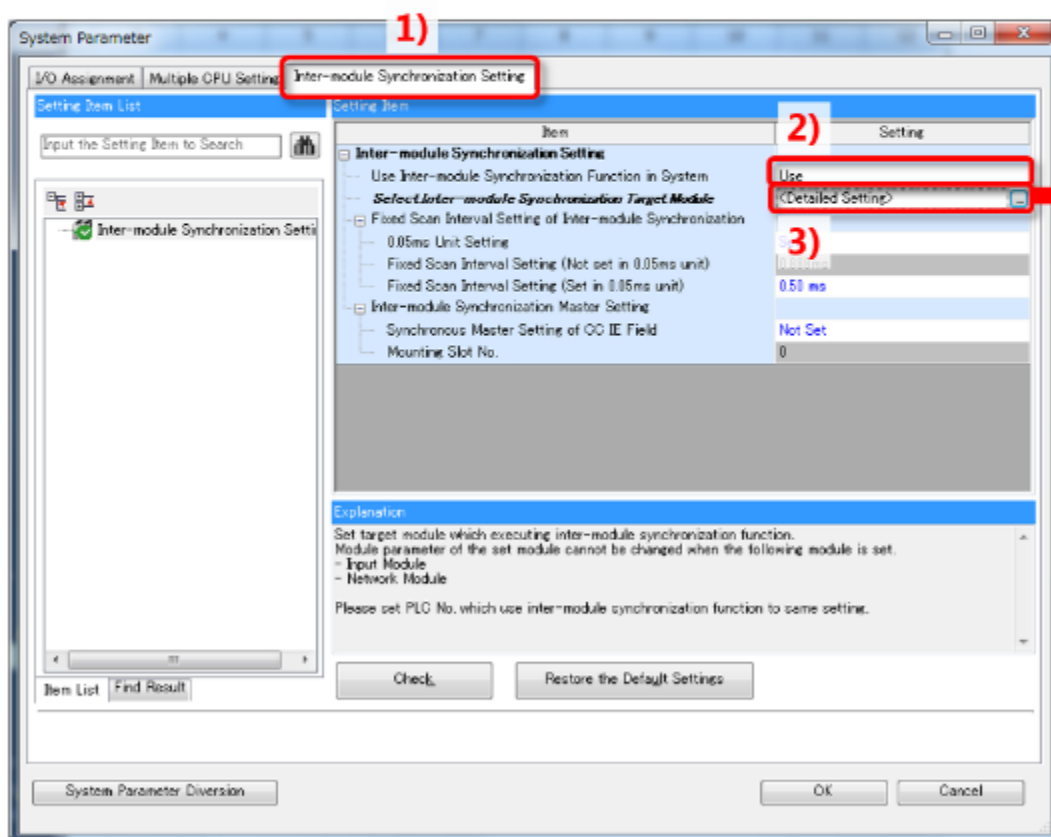 1)
System Parameter
I/O Assignment Multiple CPU Setting Inter-module Synchronization Setting
Setting Item List
Setting Item
Input the Setting Item to Search
Item Setting
2)
Inter-module Synchronization Setting
Use Inter-module Synchronization Function in System Use
Select Inter-module Synchronization Target Module <Detailed Setting>
Inter-module Synchronization Setti
Fixed Scan Interval Setting of Inter-module Synchronization
3)
0.05ms Unit Setting
Fixed Scan Interval Setting (Not set in 0.05ms unit)
Fixed Scan Interval Setting (Set in 0.05ms unit) 0.50 ms
Inter-module Synchronization Master Setting
Synchronous Master Setting of CC IE Field Not Set
Mounting Slot No. 0
Explanation
Set target module which executing inter-module synchronization function.
Module parameter of the set module cannot be changed when the following module is set.
- Input Module
- Network Module
Please set PLC No. which use inter-module synchronization function to same setting.
Item List Find Result
Check Restore the Default Settings
System Parameter Diversion OK Cancel